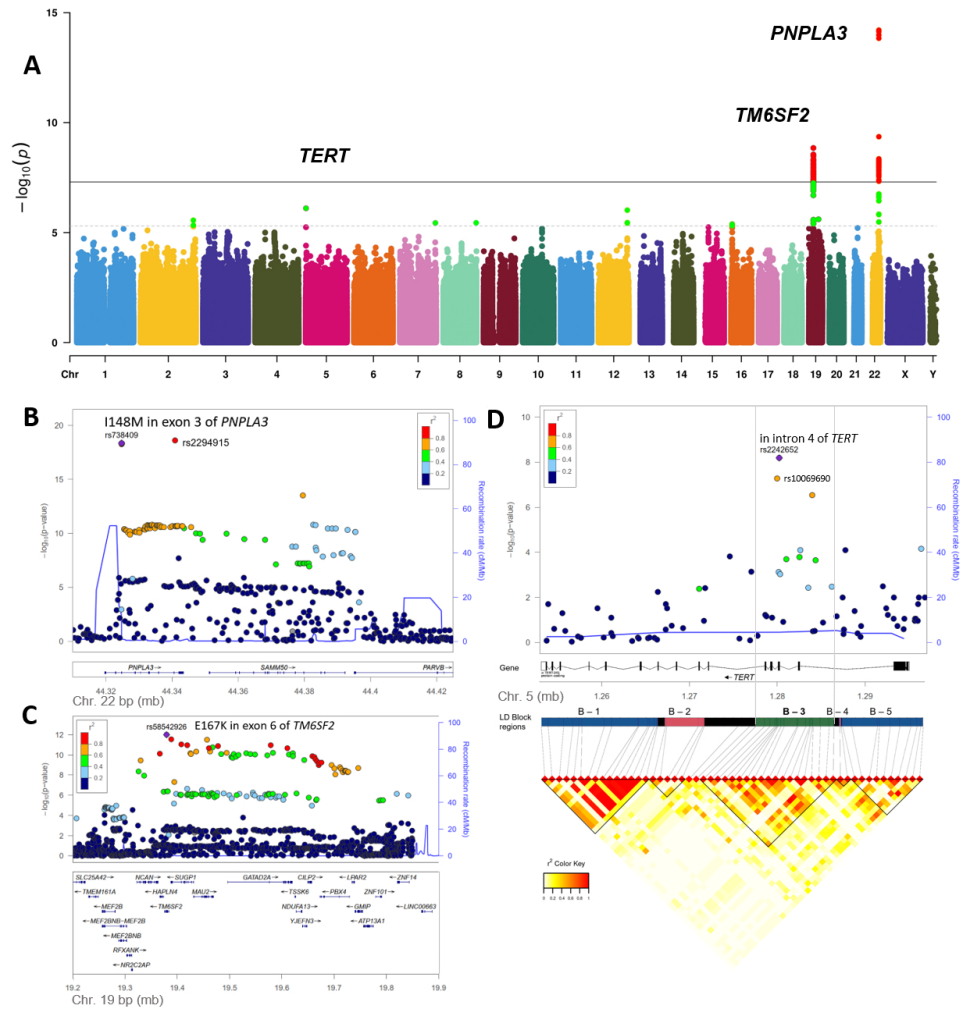 A
15
10
5
0
−log₁₀(p)
PNPLA3
TM6SF2
TERT
Chr 1 2 3 4 5 6 7 8 9 10 11 12 13 14 15 16 17 18 19 20 21 22 X Y
B
I148M in exon 3 of PNPLA3
rs738409
rs2294915
r²
0.8
0.6
0.4
0.2
20
15
10
5
0
−log₁₀(p-value)
100
80
60
40
20
0
Recombination rate (cM/Mb)
PNPLA3→
SAMM50→
PARVB→
44.32 44.34 44.36 44.38 44.4 44.42
Chr. 22 bp (mb)
C
E167K in exon 6 of TM6SF2
rs58542926
r²
0.8
0.6
0.4
0.2
12
10
8
6
4
2
0
−log₁₀(p-value)
100
80
60
40
20
0
Recombination rate (cM/Mb)
SLC25A42→ NCAN→ SUGP1 GATAD2A→ CILP2→ LPAR2 ZNF14
←TMEM161A HAPLN4 MAU2→ TSSK6 PBX4 ZNF101→
←MEF2B ←TM6SF2 NDUFA13→ ←GMIP ←LINC00663
←MEF2BNB-MEF2B YJEFN3→ ←ATP13A1
←MEF2BNB
RFXANK→
←NR2C2AP
19.2 19.3 19.4 19.5 19.6 19.7 19.8 19.9
Chr. 19 bp (mb)
D
in intron 4 of TERT
rs2242652
rs10069690
r²
0.8
0.6
0.4
0.2
10
8
6
4
2
0
−log₁₀(p-value)
100
80
60
40
20
0
Recombination rate (cM/Mb)
Gene
←TERT
1.26 1.27 1.28 1.29
Chr. 5 (mb)
LD Block regions
B – 1 B – 2 B – 3 B – 4 B – 5
r² Color Key
0 0.2 0.4 0.6 0.8 1